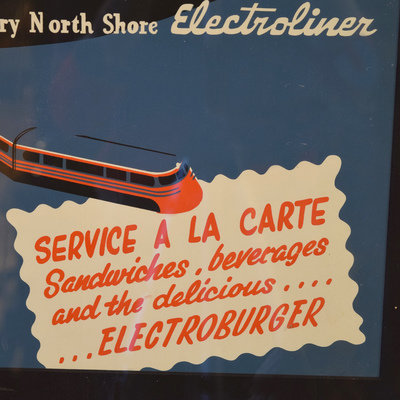 ry North Shore Electroliner
SERVICE A LA CARTE
Sandwiches, beverages
and the delicious ....
... ELECTROBURGER